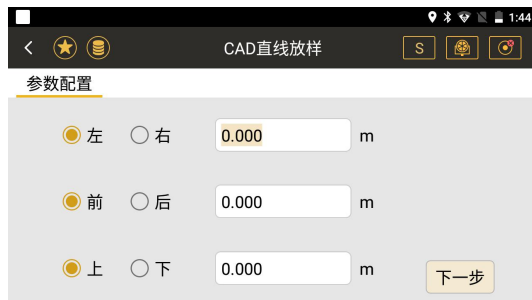 1:44
CAD直线放样
S
参数配置
左 右 0.000 m
前 后 0.000 m
上 下 0.000 m
下一步